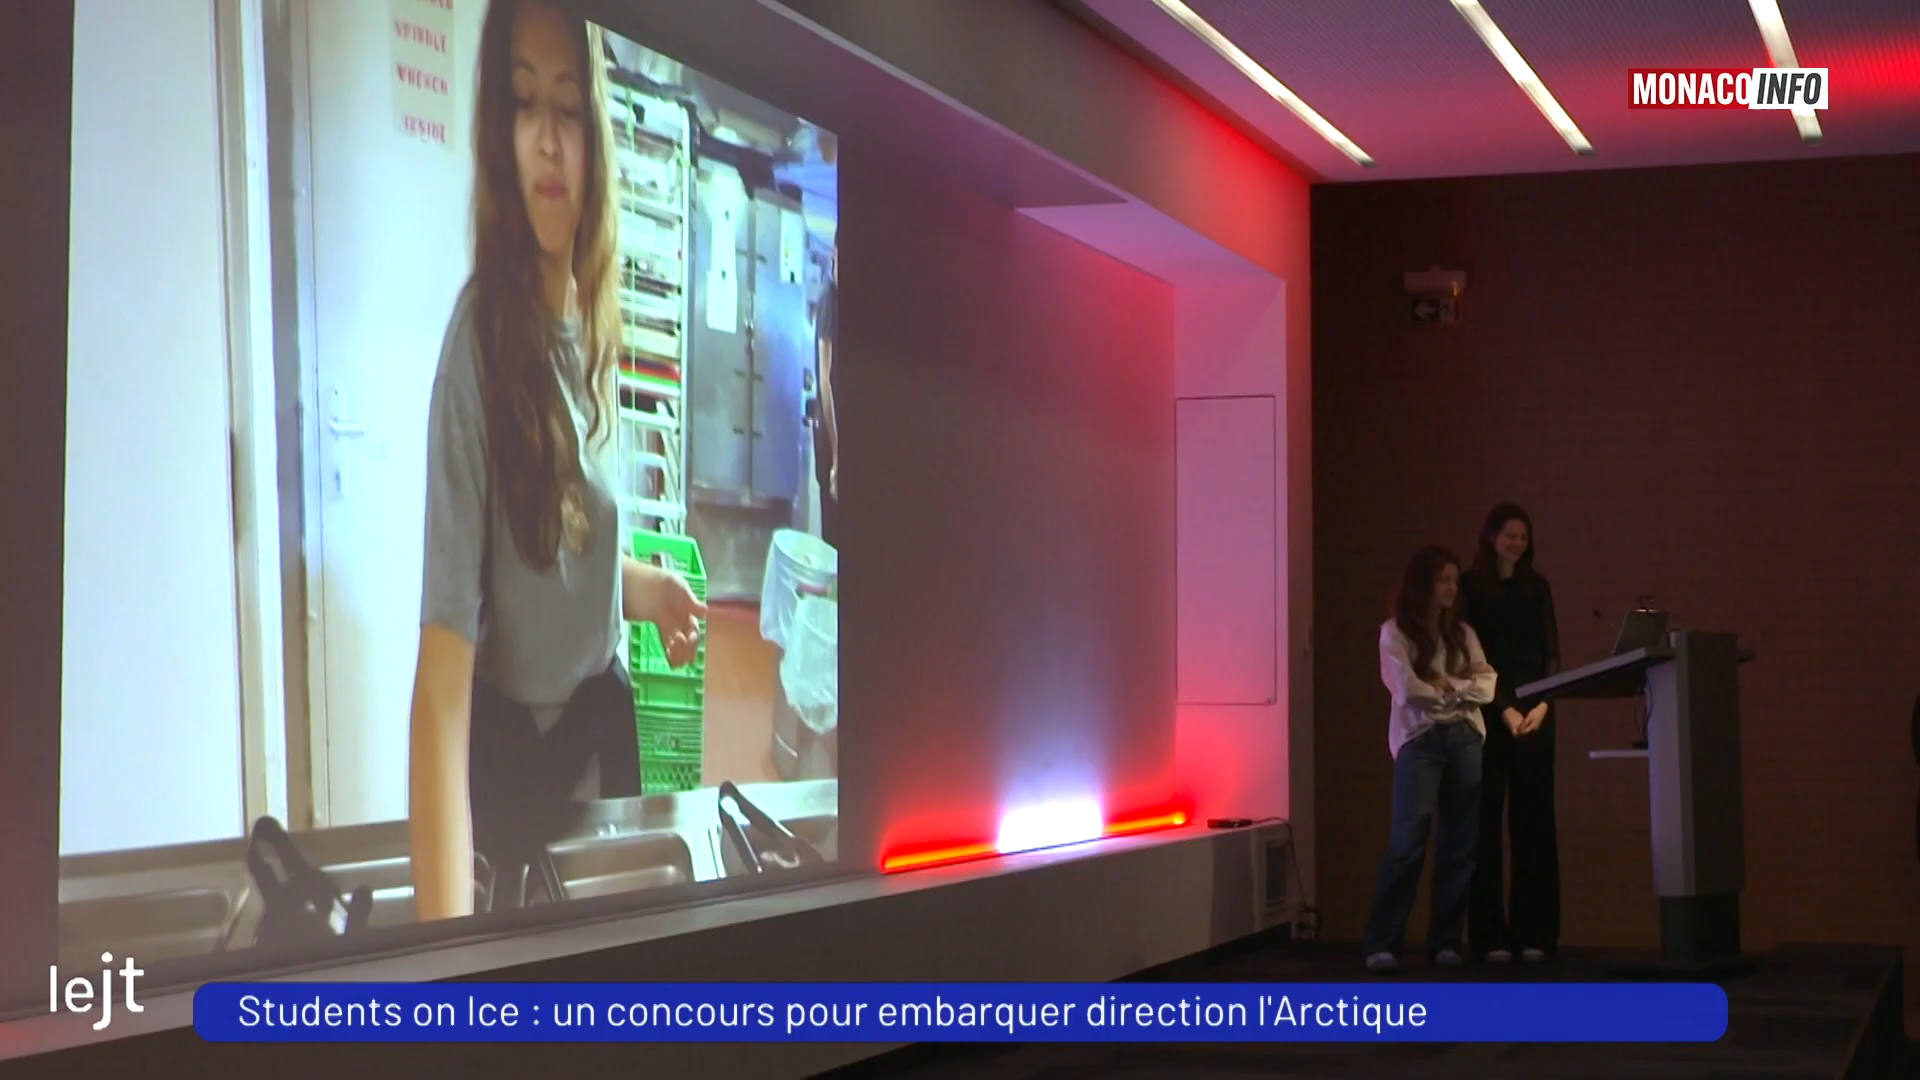 MONACO INFO
lejt
Students on Ice : un concours pour embarquer direction l'Arctique